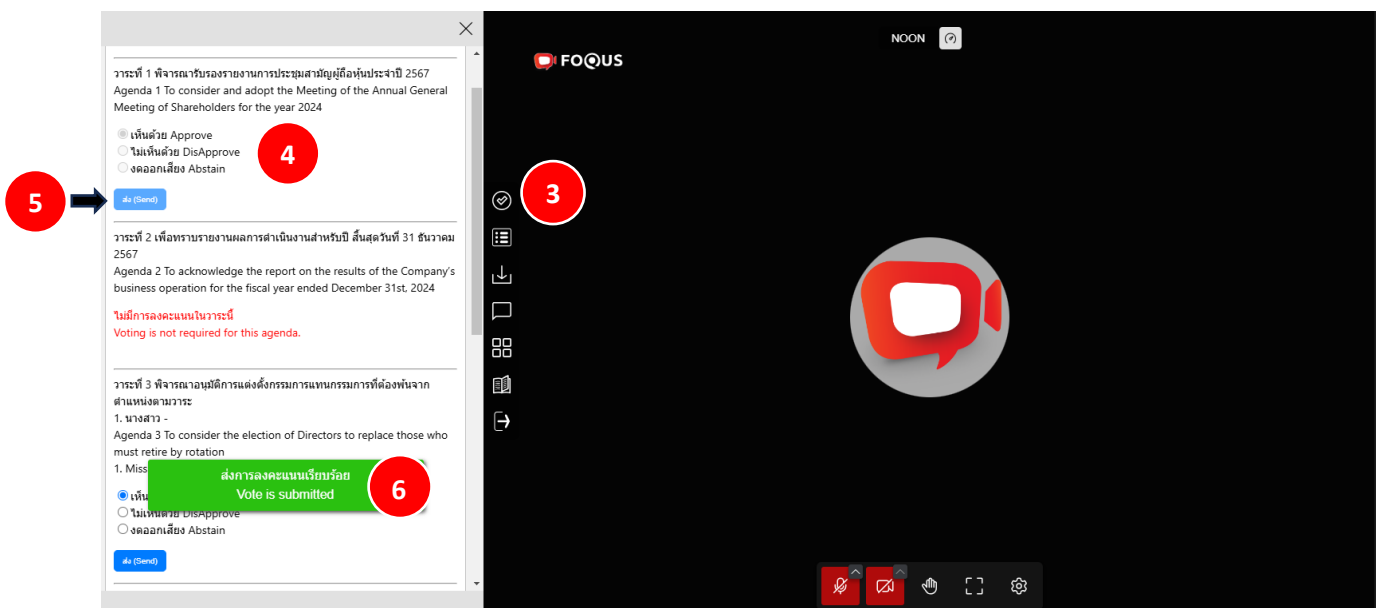 NOON
FOQUS
วาระที่ 1 พิจารณารับรองรายงานการประชุมสามัญผู้ถือหุ้นประจำปี 2567
Agenda 1 To consider and adopt the Meeting of the Annual General
Meeting of Shareholders for the year 2024
เห็นด้วย Approve
ไม่เห็นด้วย DisApprove
งดออกเสียง Abstain
4
3
5
ส่ง (Send)
วาระที่ 2 เพื่อทราบรายงานผลการดำเนินงานสำหรับปี สิ้นสุดวันที่ 31 ธันวาคม
2567
Agenda 2 To acknowledge the report on the results of the Company's
business operation for the fiscal year ended December 31st, 2024
ไม่มีการลงคะแนนในวาระนี้
Voting is not required for this agenda.
วาระที่ 3 พิจารณาอนุมัติการแต่งตั้งกรรมการแทนกรรมการที่ต้องพ้นจาก
ตำแหน่งตามวาระ
1. นางสาว -
Agenda 3 To consider the election of Directors to replace those who
must retire by rotation
1. Miss
ส่งการลงคะแนนเรียบร้อย
Vote is submitted
6
เห็น
ไม่เห็นด้วย DisApprove
งดออกเสียง Abstain
ส่ง (Send)